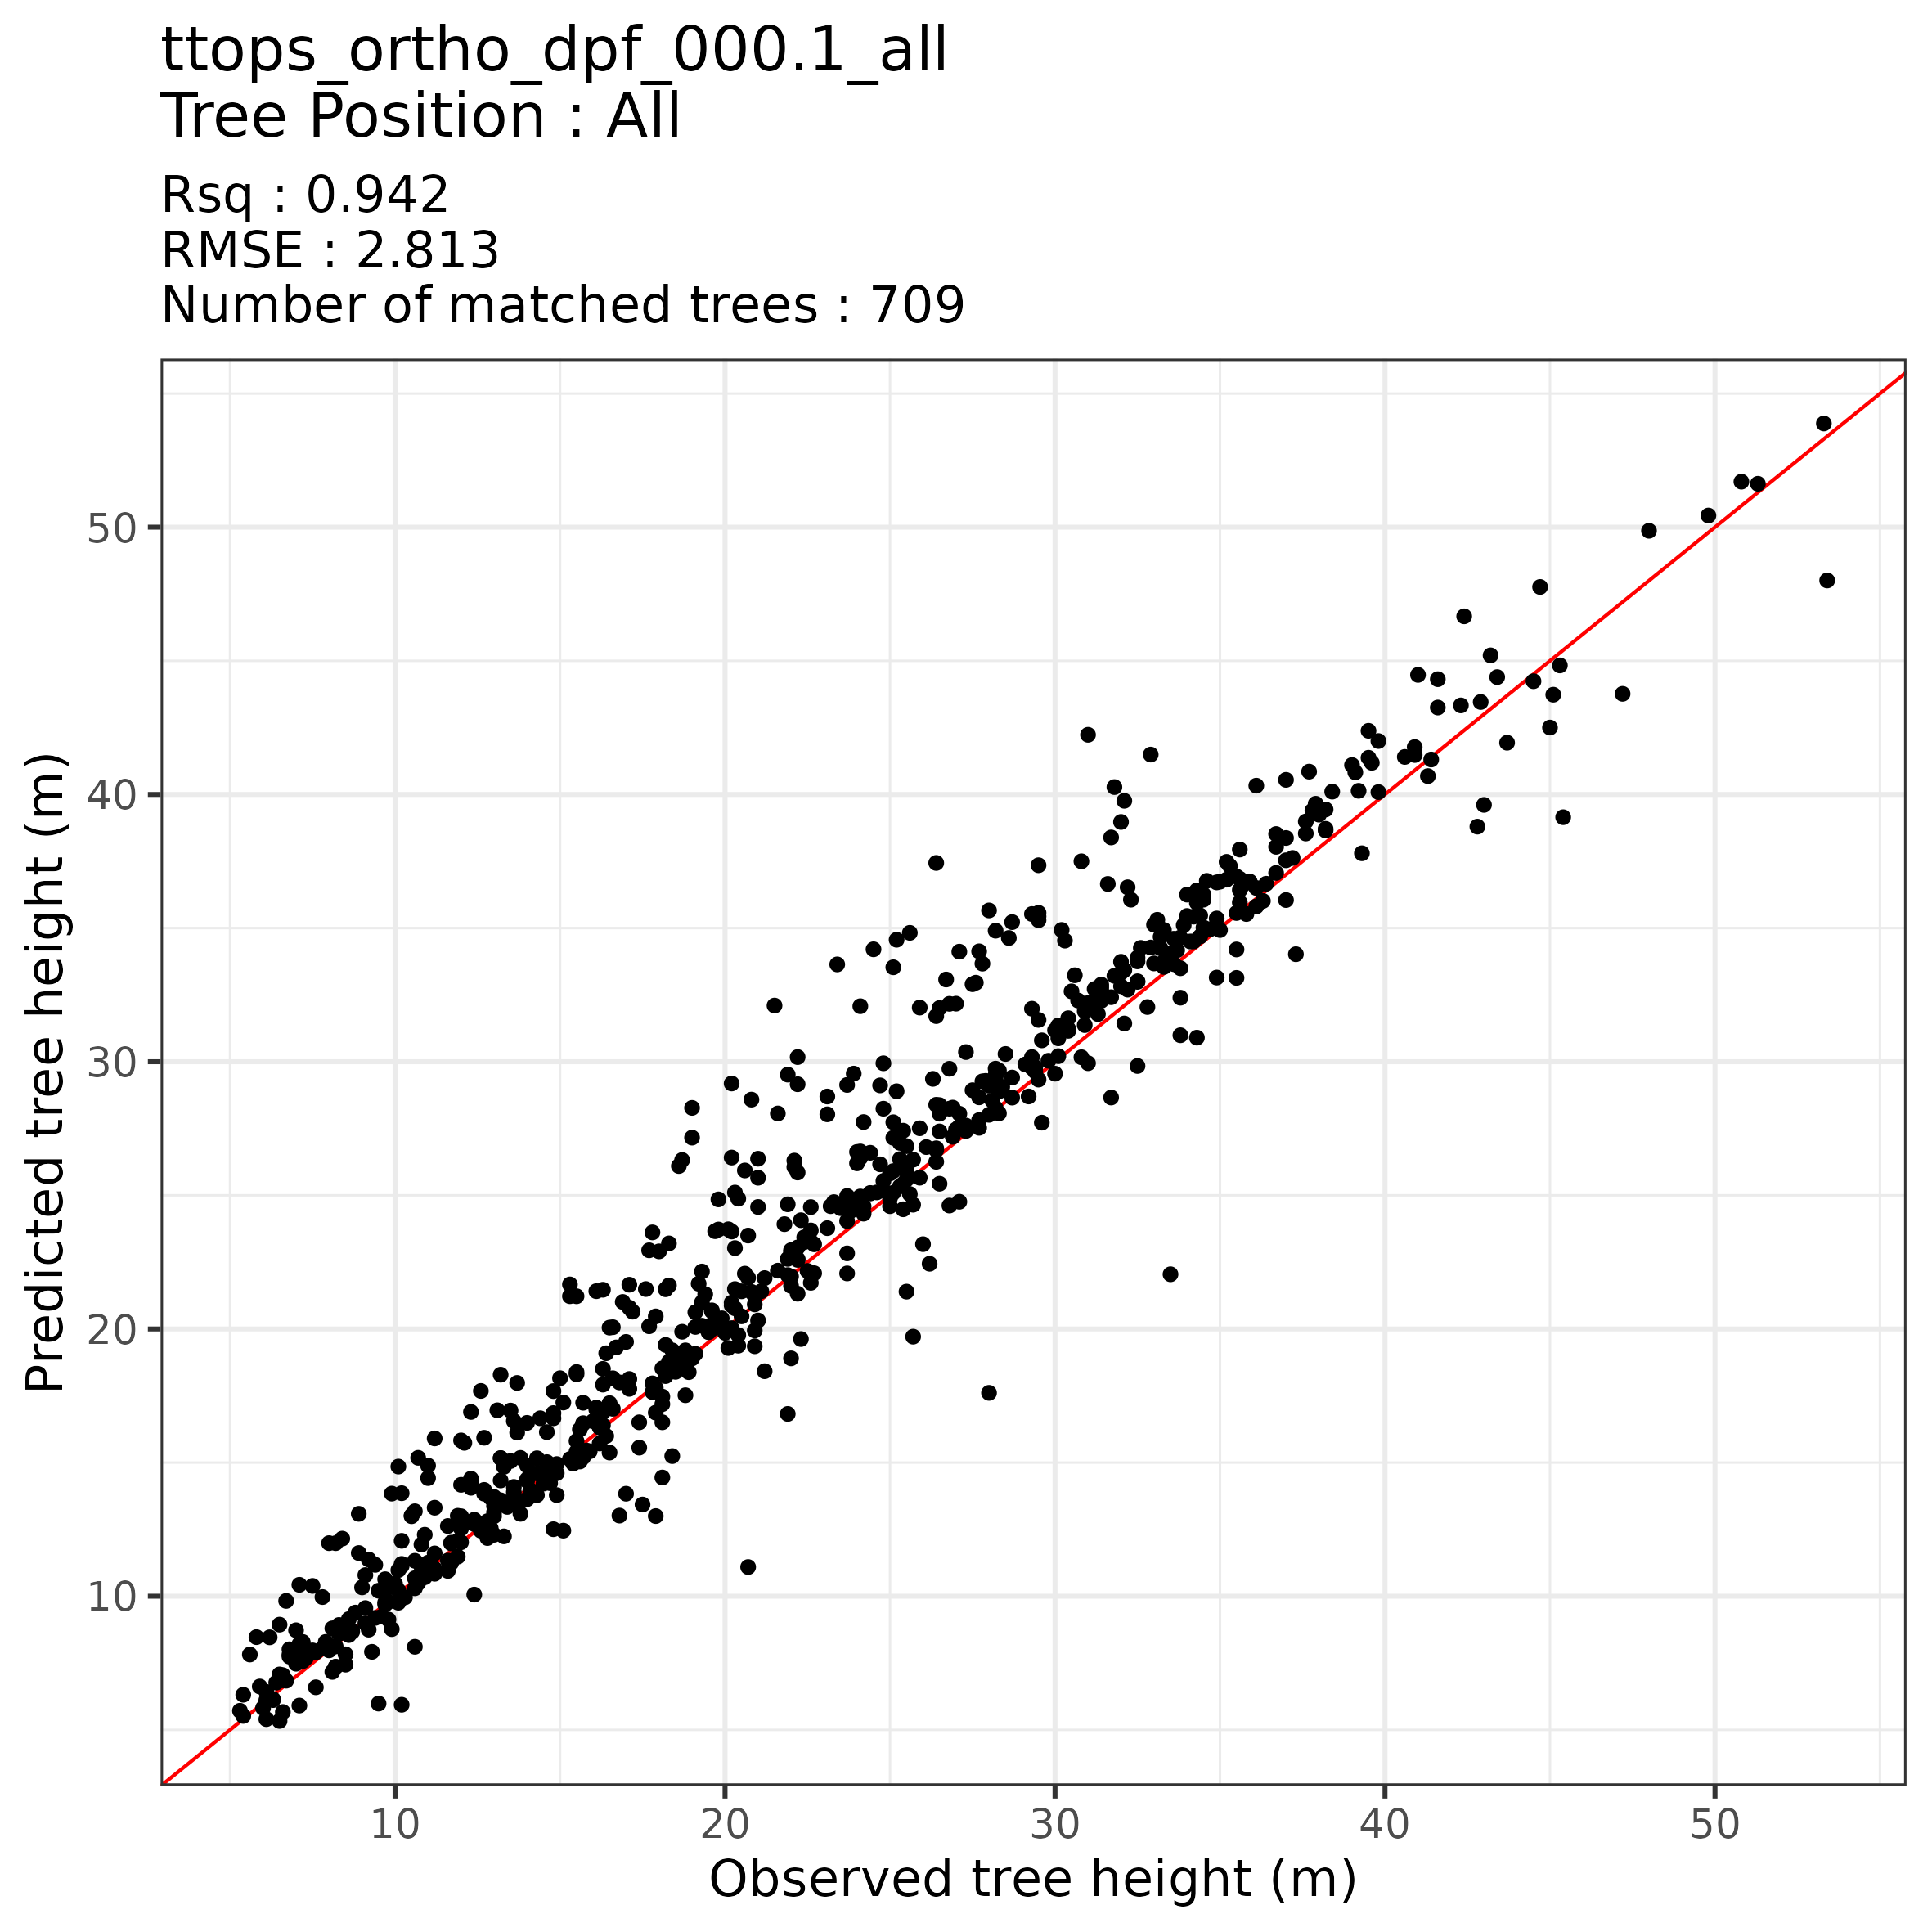 ttops_ortho_dpf_000.1_all
Tree Position : All
Rsq : 0.942
RMSE : 2.813
Number of matched trees : 709
Predicted tree height (m)
50
40
30
20
10
10 20 30 40 50
Observed tree height (m)